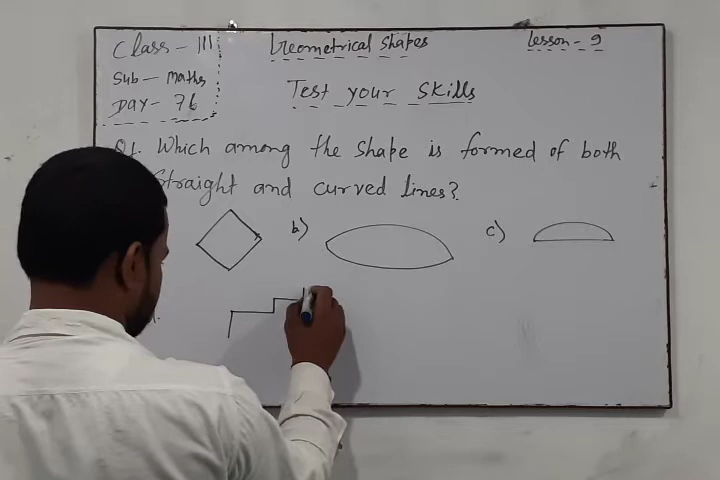 Class - III
Geometrical Shapes
Lesson - 9
Sub - Maths
Test your Skills
Day - 76
Q1. Which among the shape is formed of both
Straight and curved lines?
b)
c)